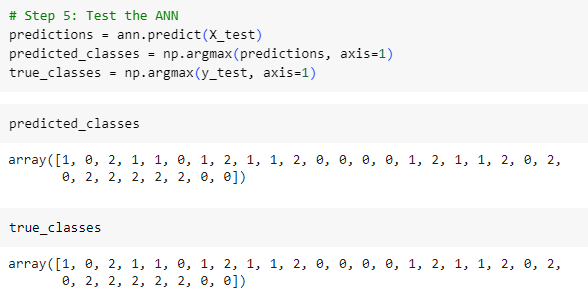 # Step 5: Test the ANN
predictions = ann.predict(X_test)
predicted_classes = np.argmax(predictions, axis=1)
true_classes = np.argmax(y_test, axis=1)
predicted_classes
array([1, 0, 2, 1, 1, 0, 1, 2, 1, 1, 2, 0, 0, 0, 0, 1, 2, 1, 1, 2, 0, 2,
0, 2, 2, 2, 2, 2, 0, 0])
true_classes
array([1, 0, 2, 1, 1, 0, 1, 2, 1, 1, 2, 0, 0, 0, 0, 1, 2, 1, 1, 2, 0, 2,
0, 2, 2, 2, 2, 2, 0, 0])